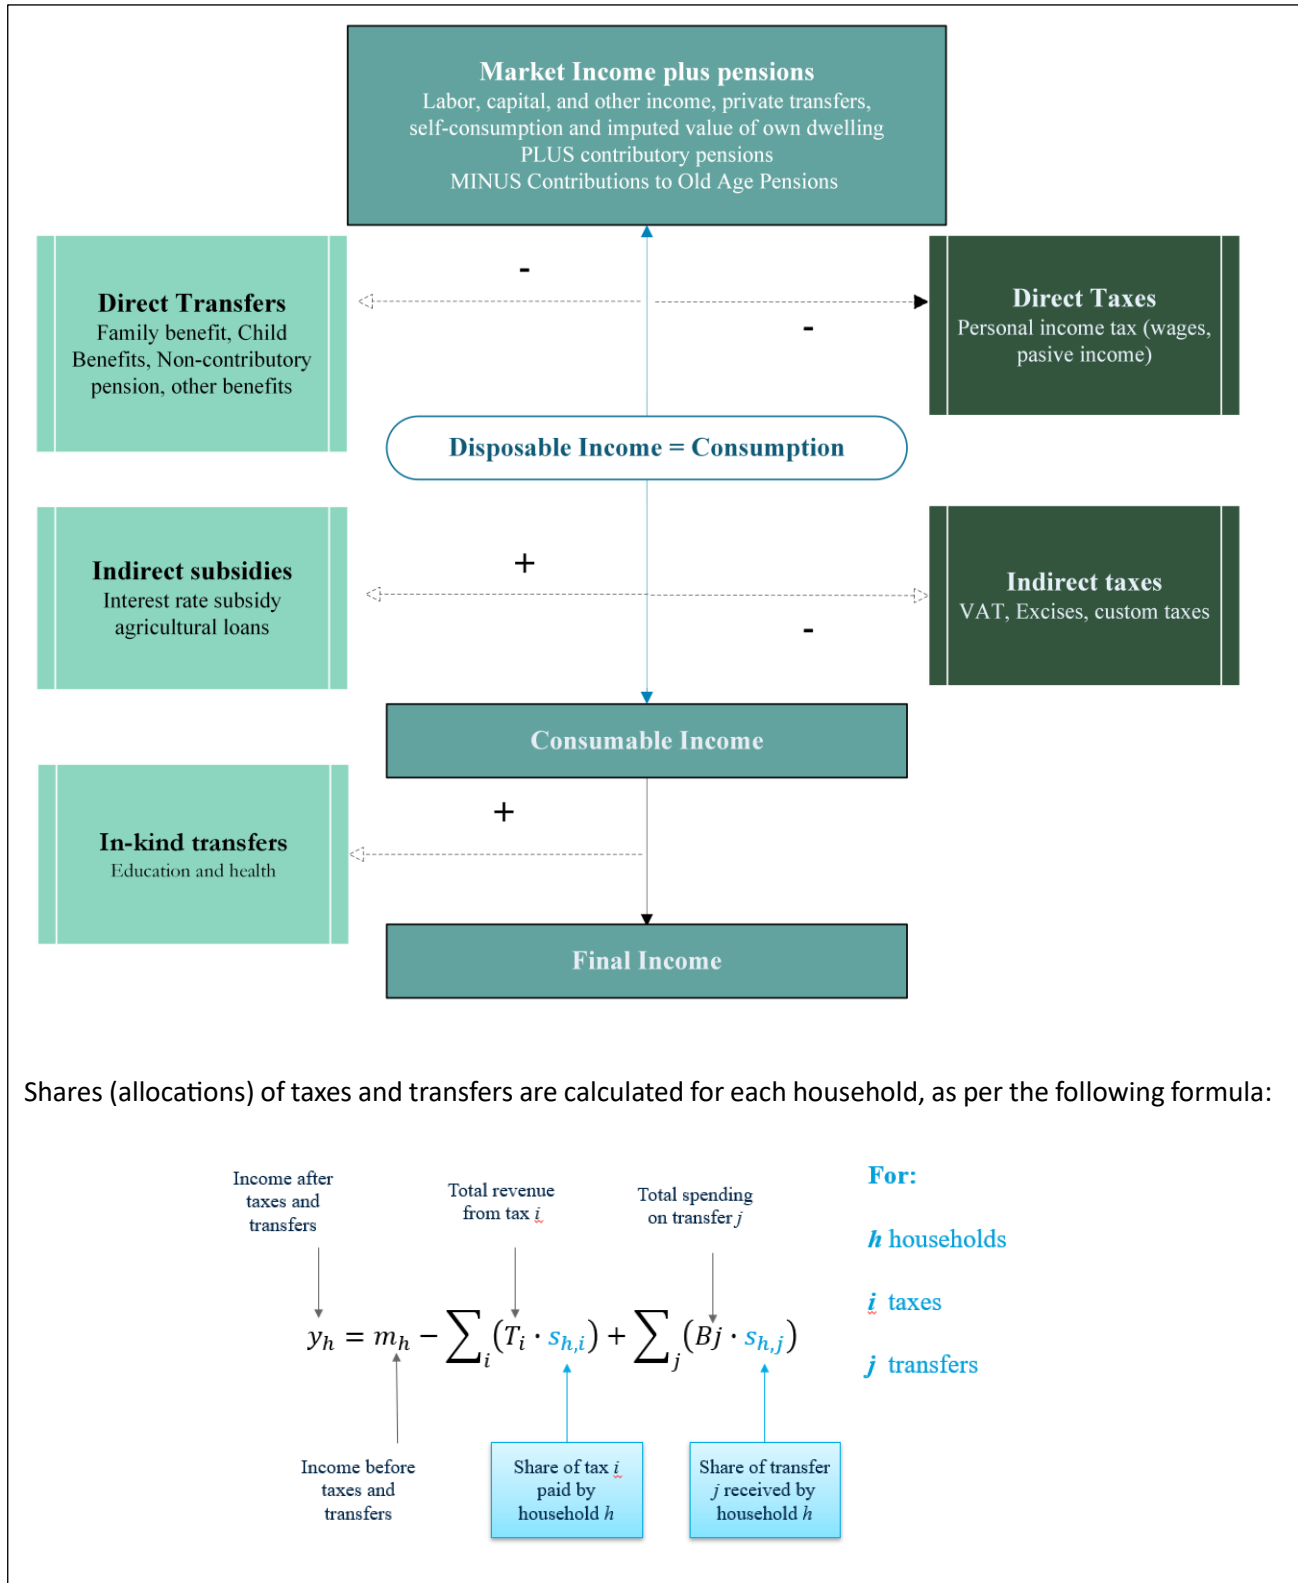 Market Income plus pensions
Labor, capital, and other income, private transfers,
self-consumption and imputed value of own dwelling
PLUS contributory pensions
MINUS Contributions to Old Age Pensions
-
-
Direct Transfers
Family benefit, Child
Benefits, Non-contributory
pension, other benefits
Direct Taxes
Personal income tax (wages,
pasive income)
Disposable Income = Consumption
Indirect subsidies
Interest rate subsidy
agricultural loans
+
-
Indirect taxes
VAT, Excises, custom taxes
Consumable Income
+
In-kind transfers
Education and health
Final Income
Shares (allocations) of taxes and transfers are calculated for each household, as per the following formula:
Income after
taxes and
transfers
Total revenue
from tax i
Total spending
on transfer j
For:
h households
i taxes
j transfers
y_h = m_h − ∑_i (T_i · s_{h,i}) + ∑_j (Bj · s_{h,j})
Income before
taxes and
transfers
Share of tax i
paid by
household h
Share of transfer
j received by
household h